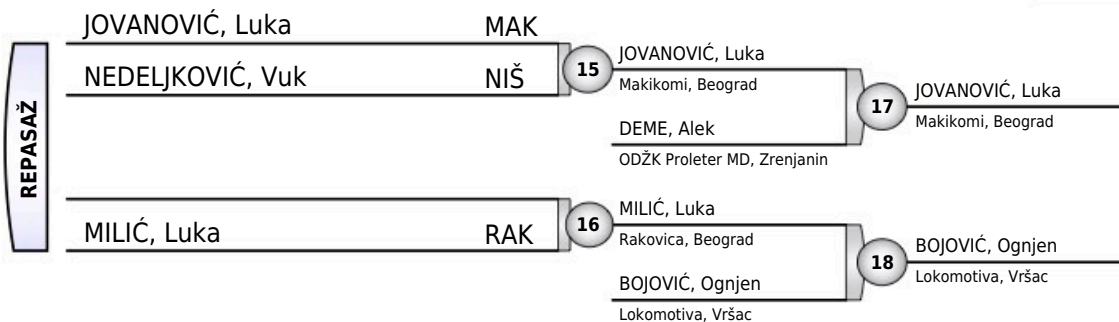 REPASAŽ
JOVANOVIĆ, Luka MAK
NEDELJKOVIĆ, Vuk NIŠ
15
JOVANOVIĆ, Luka
Makikomi, Beograd
DEME, Alek
ODŽK Proleter MD, Zrenjanin
17
JOVANOVIĆ, Luka
Makikomi, Beograd
MILIĆ, Luka RAK
16
MILIĆ, Luka
Rakovica, Beograd
BOJOVIĆ, Ognjen
Lokomotiva, Vršac
18
BOJOVIĆ, Ognjen
Lokomotiva, Vršac